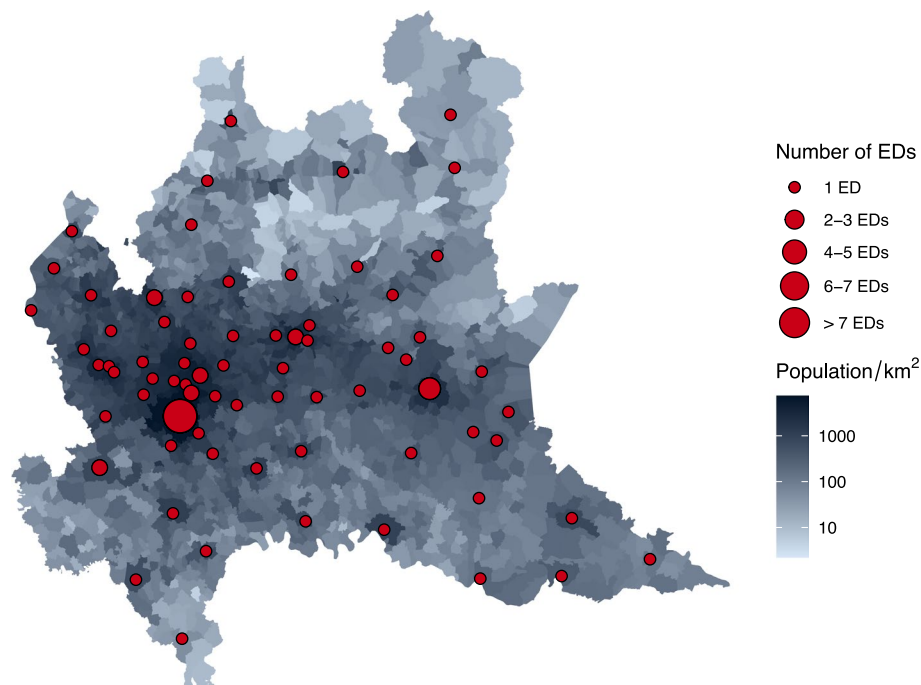 Number of EDs
1 ED
2–3 EDs
4–5 EDs
6–7 EDs
> 7 EDs
Population/km²
1000
100
10